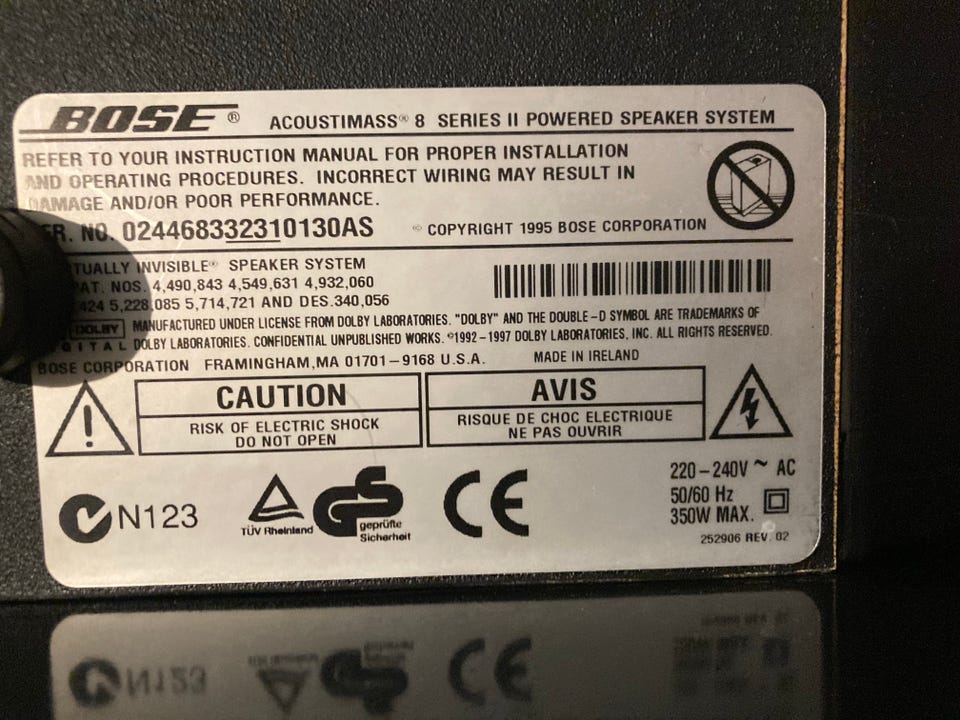 BOSE ® ACOUSTIMASS® 8 SERIES II POWERED SPEAKER SYSTEM
REFER TO YOUR INSTRUCTION MANUAL FOR PROPER INSTALLATION
AND OPERATING PROCEDURES. INCORRECT WIRING MAY RESULT IN
DAMAGE AND/OR POOR PERFORMANCE.
ER. NO. 024468332310130AS © COPYRIGHT 1995 BOSE CORPORATION
TUALLY INVISIBLE® SPEAKER SYSTEM
PAT. NOS. 4,490,843 4,549,631 4,932,060
424 5,228,085 5,714,721 AND DES.340,056
DOLBY MANUFACTURED UNDER LICENSE FROM DOLBY LABORATORIES. "DOLBY" AND THE DOUBLE-D SYMBOL ARE TRADEMARKS OF
GITAL DOLBY LABORATORIES. CONFIDENTIAL UNPUBLISHED WORKS. ©1992-1997 DOLBY LABORATORIES, INC. ALL RIGHTS RESERVED.
BOSE CORPORATION FRAMINGHAM,MA 01701-9168 U.S.A. MADE IN IRELAND
CAUTION
RISK OF ELECTRIC SHOCK
DO NOT OPEN
AVIS
RISQUE DE CHOC ELECTRIQUE
NE PAS OUVRIR
N123
TÜV Rheinland
GS
geprüfte
Sicherheit
CE
220-240V ~ AC
50/60 Hz
350W MAX.
252906 REV. 02